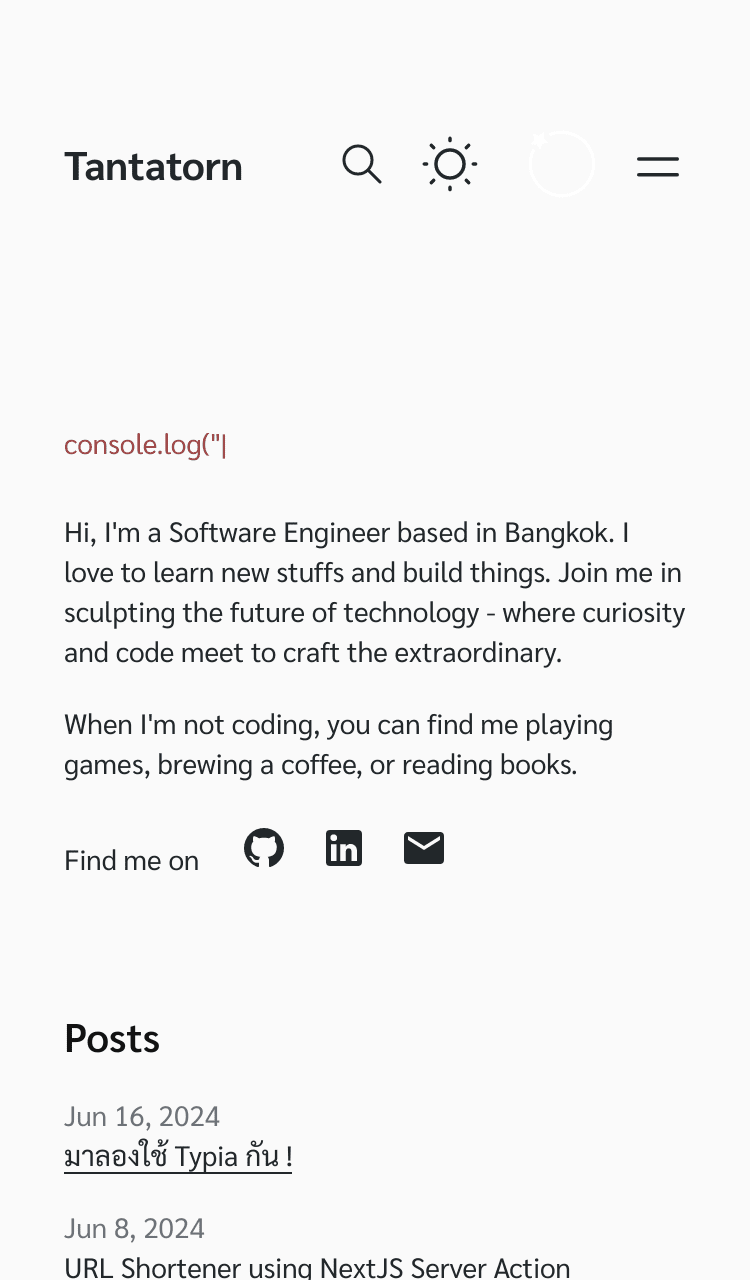 Tantatorn
console.log("|
Hi, I'm a Software Engineer based in Bangkok. I
love to learn new stuffs and build things. Join me in
sculpting the future of technology - where curiosity
and code meet to craft the extraordinary.
When I'm not coding, you can find me playing
games, brewing a coffee, or reading books.
Find me on
Posts
Jun 16, 2024
มาลองใช้ Typia กัน !
Jun 8, 2024
URL Shortener using NextJS Server Action